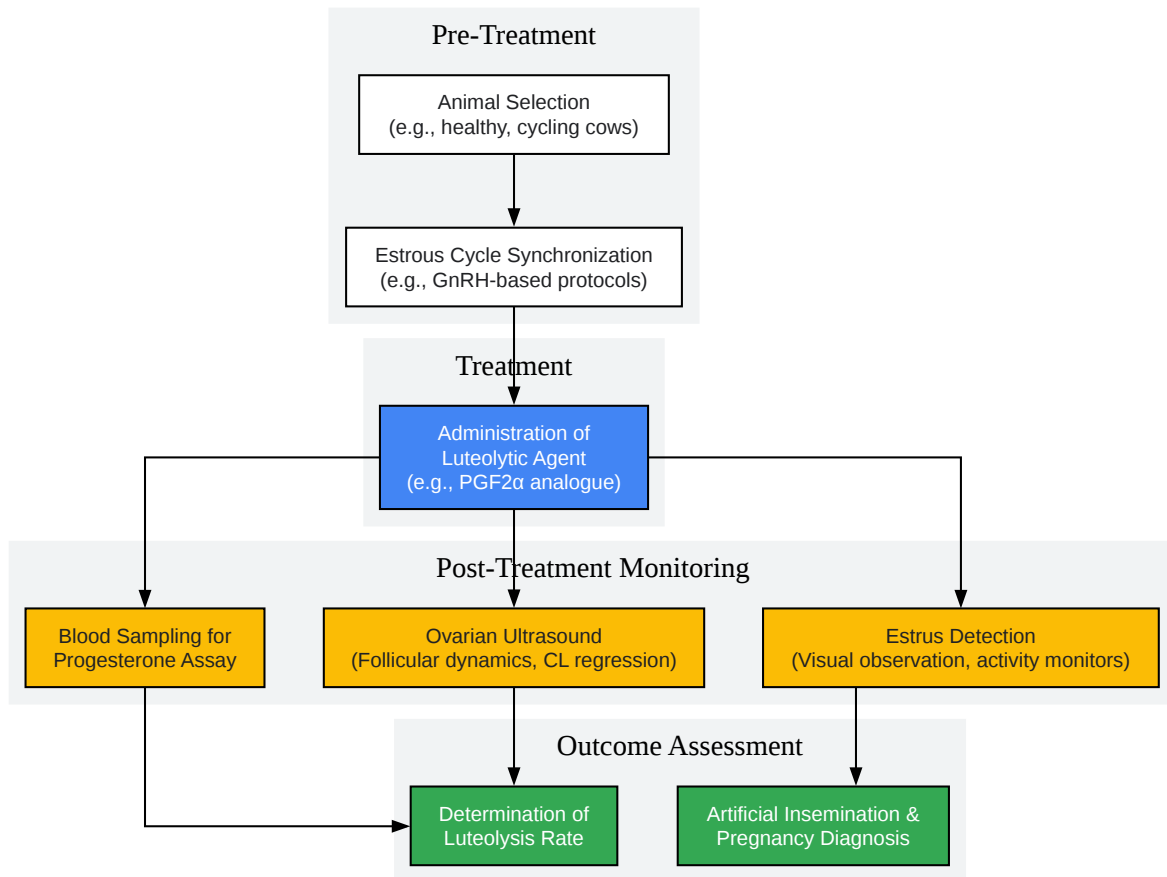 Pre-Treatment
Animal Selection
(e.g., healthy, cycling cows)
Estrous Cycle Synchronization
(e.g., GnRH-based protocols)
Treatment
Administration of
Luteolytic Agent
(e.g., PGF2α analogue)
Post-Treatment Monitoring
Blood Sampling for
Progesterone Assay
Ovarian Ultrasound
(Follicular dynamics, CL regression)
Estrus Detection
(Visual observation, activity monitors)
Outcome Assessment
Determination of
Luteolysis Rate
Artificial Insemination &
Pregnancy Diagnosis